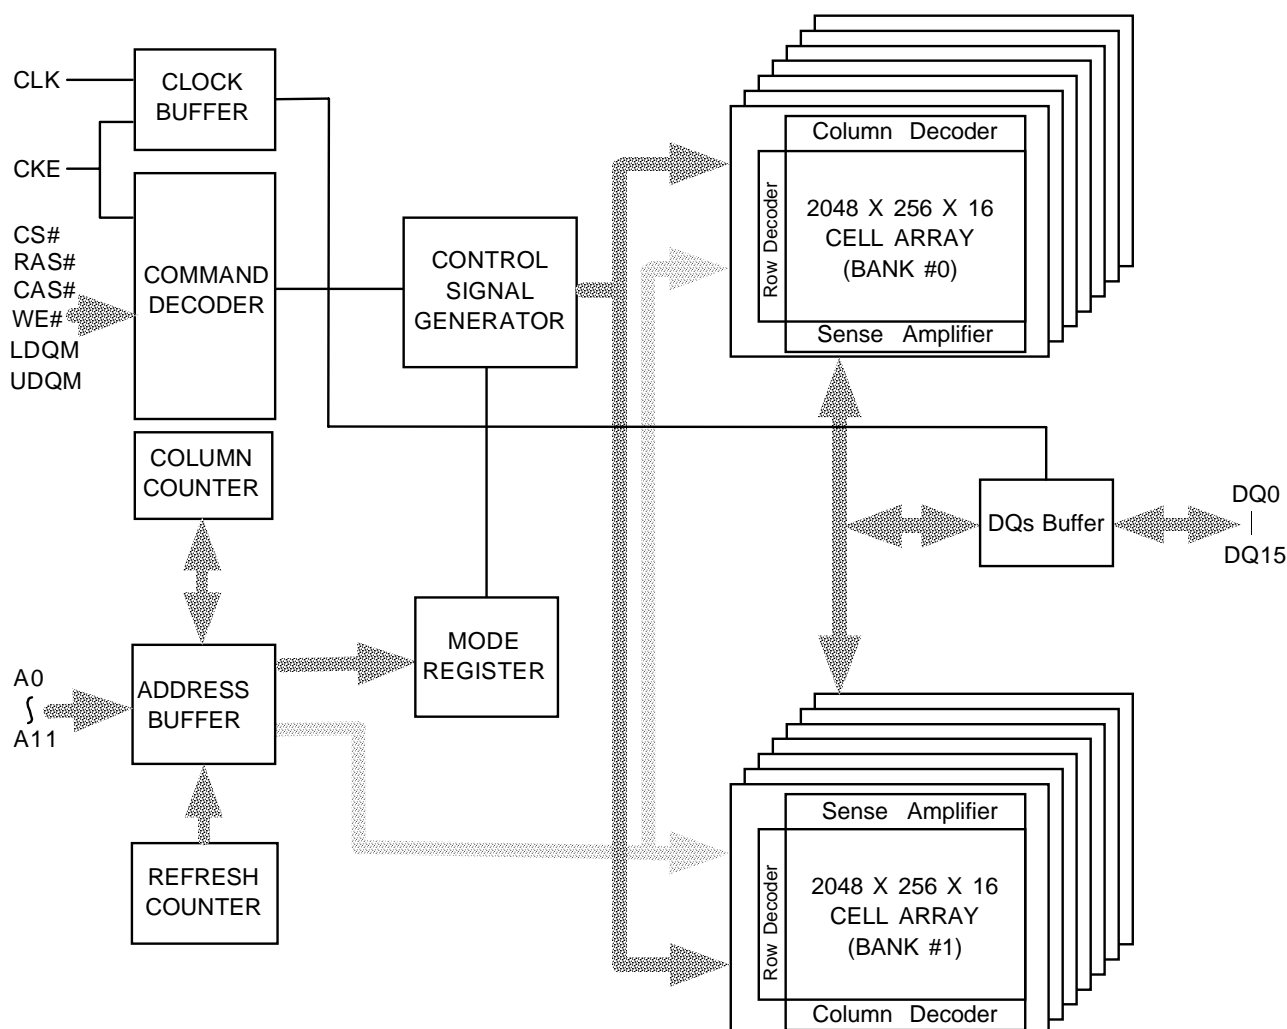 CLK
CLOCK
BUFFER
CKE
CS#
RAS#
CAS#
WE#
LDQM
UDQM
COMMAND
DECODER
CONTROL
SIGNAL
GENERATOR
COLUMN
COUNTER
MODE
REGISTER
A0
A11
ADDRESS
BUFFER
REFRESH
COUNTER
Column Decoder
Row Decoder
2048 X 256 X 16
CELL ARRAY
(BANK #0)
Sense Amplifier
DQs Buffer
DQ0
DQ15
Sense Amplifier
Row Decoder
2048 X 256 X 16
CELL ARRAY
(BANK #1)
Column Decoder